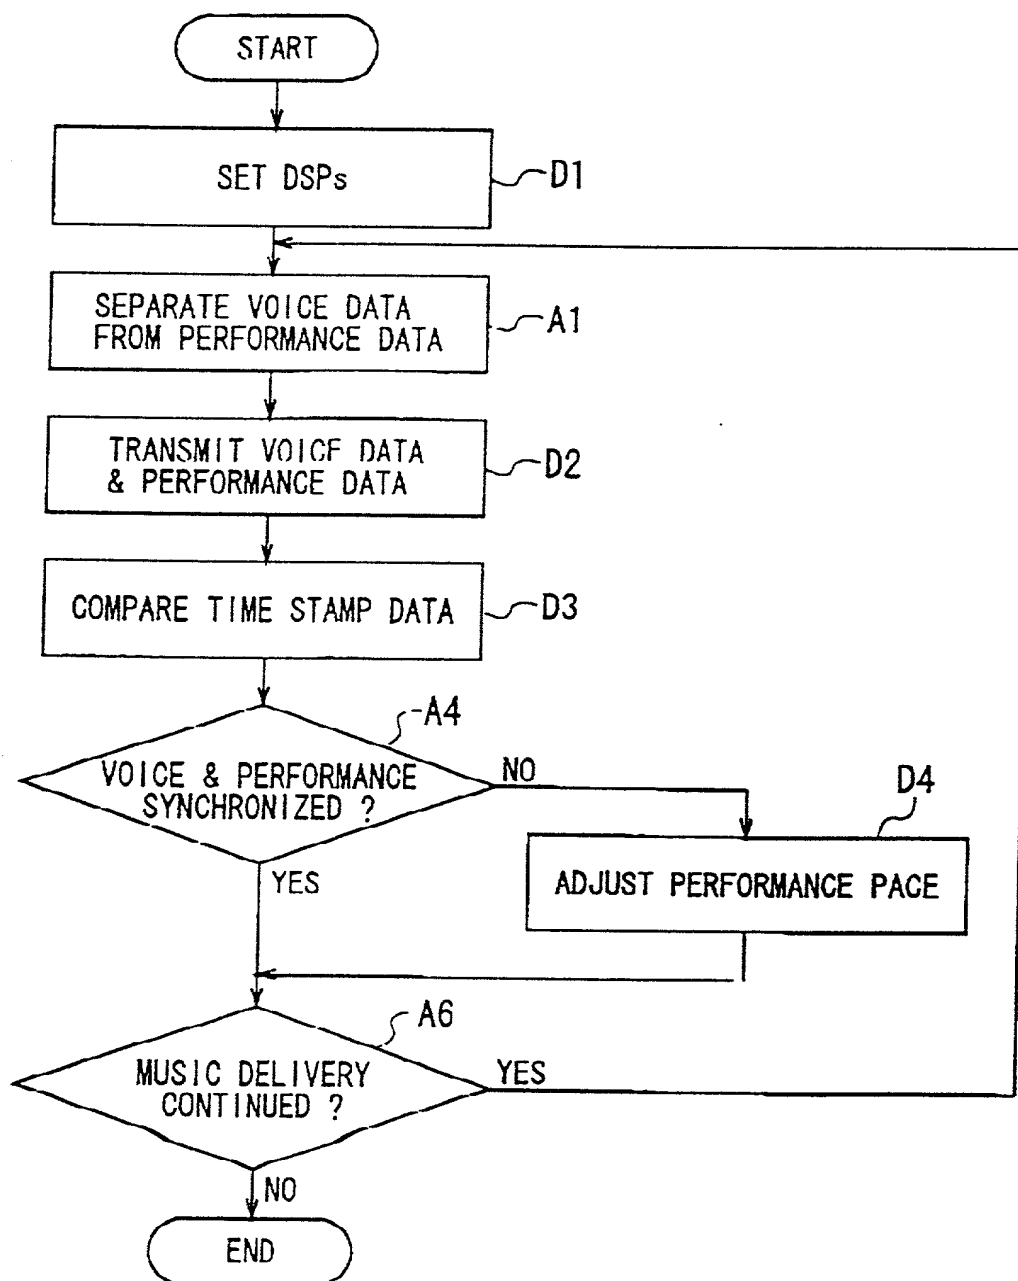 START
SET DSPs
D1
SEPARATE VOICE DATA
FROM PERFORMANCE DATA
A1
TRANSMIT VOICE DATA
& PERFORMANCE DATA
D2
COMPARE TIME STAMP DATA
D3
A4
VOICE & PERFORMANCE
SYNCHRONIZED ?
NO
D4
YES
ADJUST PERFORMANCE PACE
A6
MUSIC DELIVERY
CONTINUED ?
YES
NO
END